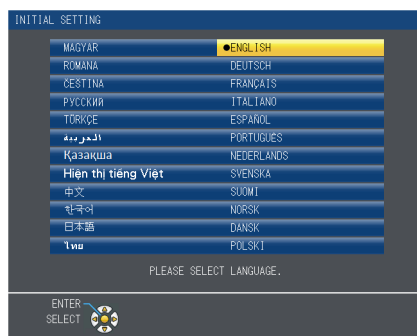 INITIAL SETTING
MAGYAR ●ENGLISH
ROMÂNA DEUTSCH
ČEŠTINA FRANÇAIS
РУССКИЙ ITALIANO
TÜRKÇE ESPAÑOL
العربية PORTUGUÊS
Қазақша NEDERLANDS
Hiện thị tiếng Việt SVENSKA
中文 SUOMI
한국어 NORSK
日本語 DANSK
ไทย POLSKI
PLEASE SELECT LANGUAGE.
ENTER
SELECT